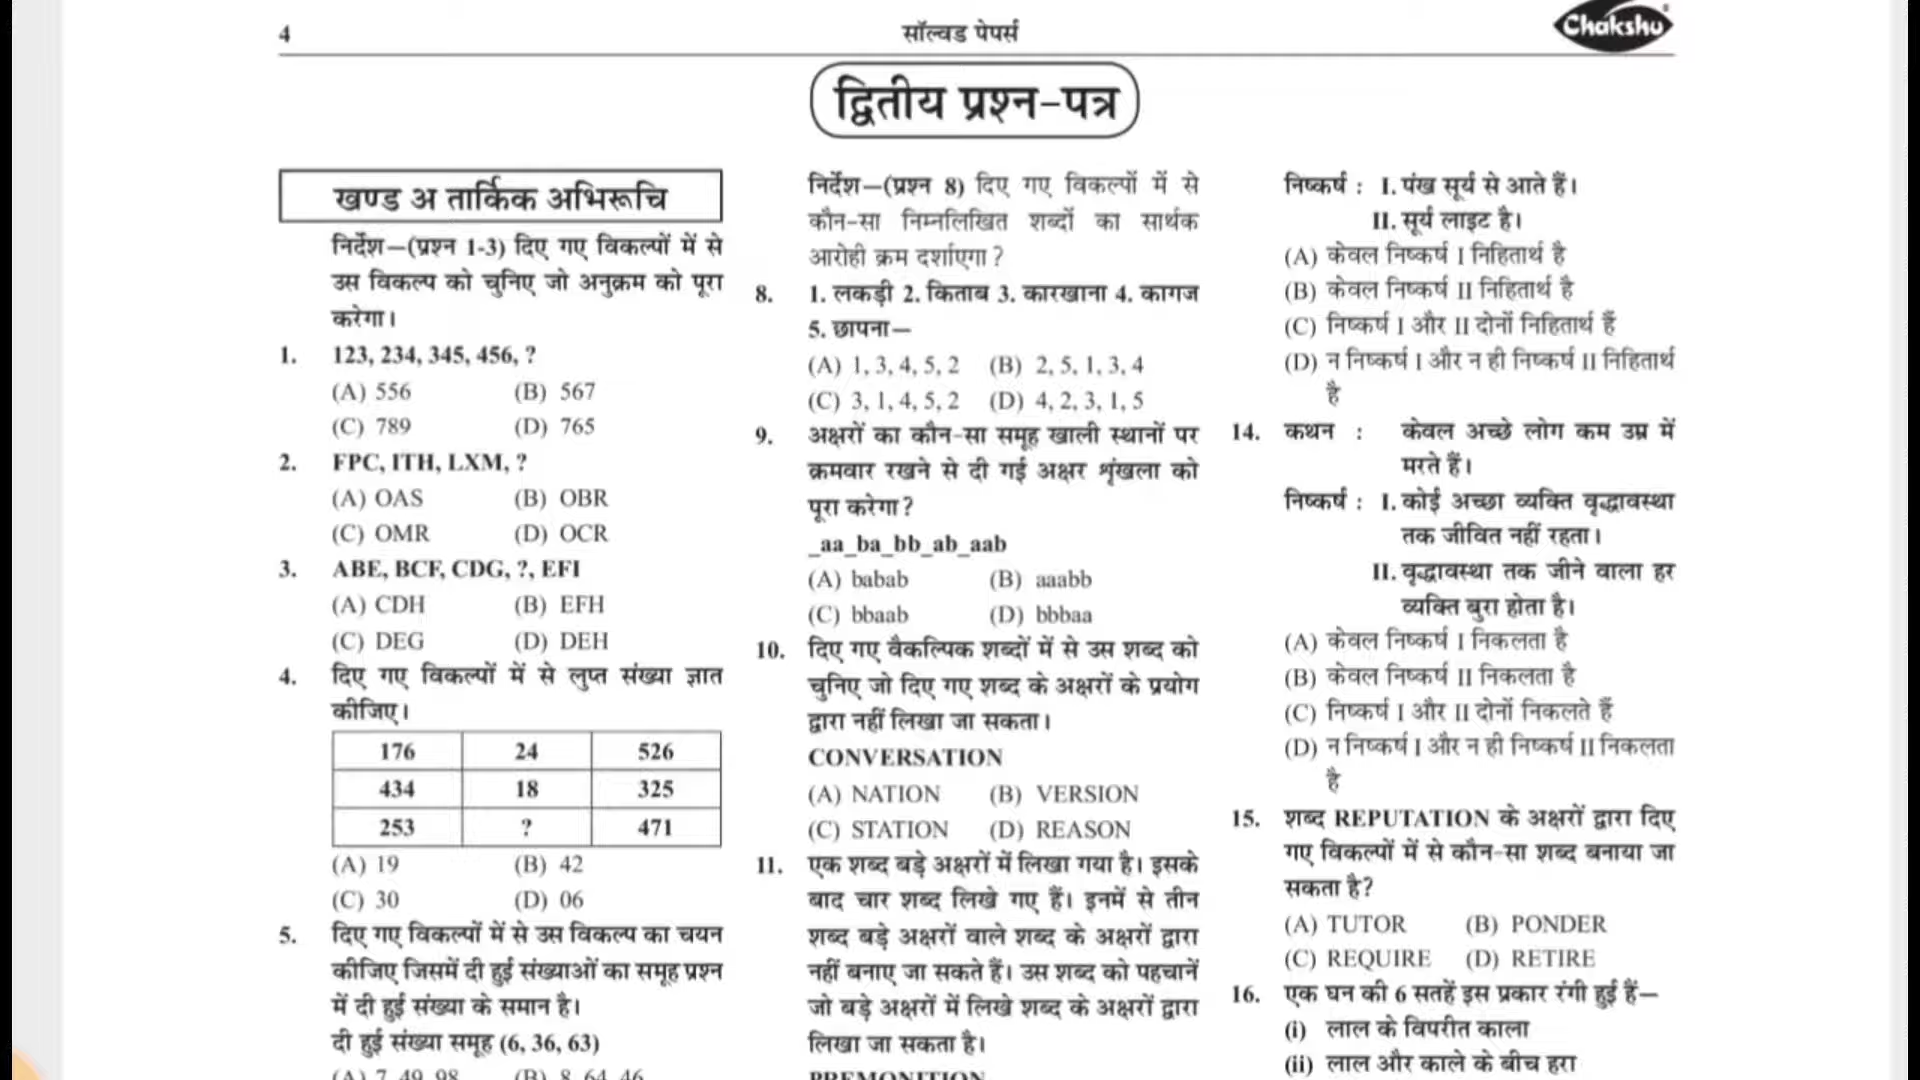 4
सॉल्वड पेपर्स
Chakshu
द्वितीय प्रश्न-पत्र
खण्ड अ तार्किक अभिरूचि
निर्देश—(प्रश्न 1-3) दिए गए विकल्पों में से
उस विकल्प को चुनिए जो अनुक्रम को पूरा
करेगा।
1. 123, 234, 345, 456, ?
(A) 556 (B) 567
(C) 789 (D) 765
2. FPC, ITH, LXM, ?
(A) OAS (B) OBR
(C) OMR (D) OCR
3. ABE, BCF, CDG, ?, EFI
(A) CDH (B) EFH
(C) DEG (D) DEH
4. दिए गए विकल्पों में से लुप्त संख्या ज्ञात
कीजिए।
176 24 526
434 18 325
253 ? 471
(A) 19 (B) 42
(C) 30 (D) 06
5. दिए गए विकल्पों में से उस विकल्प का चयन
कीजिए जिसमें दी हुई संख्याओं का समूह प्रश्न
में दी हुई संख्या के समान है।
दी हुई संख्या समूह (6, 36, 63)
(A) 7, 49, 98 (B) 8, 64, 46
निर्देश—(प्रश्न 8) दिए गए विकल्पों में से
कौन-सा निम्नलिखित शब्दों का सार्थक
आरोही क्रम दर्शाएगा?
8. 1. लकड़ी 2. किताब 3. कारखाना 4. कागज
5. छापना—
(A) 1, 3, 4, 5, 2 (B) 2, 5, 1, 3, 4
(C) 3, 1, 4, 5, 2 (D) 4, 2, 3, 1, 5
9. अक्षरों का कौन-सा समूह खाली स्थानों पर
क्रमवार रखने से दी गई अक्षर शृंखला को
पूरा करेगा?
_aa_ba_bb_ab_aab
(A) babab (B) aaabb
(C) bbaab (D) bbbaa
10. दिए गए वैकल्पिक शब्दों में से उस शब्द को
चुनिए जो दिए गए शब्द के अक्षरों के प्रयोग
द्वारा नहीं लिखा जा सकता।
CONVERSATION
(A) NATION (B) VERSION
(C) STATION (D) REASON
11. एक शब्द बड़े अक्षरों में लिखा गया है। इसके
बाद चार शब्द लिखे गए हैं। इनमें से तीन
शब्द बड़े अक्षरों वाले शब्द के अक्षरों द्वारा
नहीं बनाए जा सकते हैं। उस शब्द को पहचानें
जो बड़े अक्षरों में लिखे शब्द के अक्षरों द्वारा
लिखा जा सकता है।
PREMONITION
निष्कर्ष : I. पंख सूर्य से आते हैं।
II. सूर्य लाइट है।
(A) केवल निष्कर्ष I निहितार्थ है
(B) केवल निष्कर्ष II निहितार्थ है
(C) निष्कर्ष I और II दोनों निहितार्थ हैं
(D) न निष्कर्ष I और न ही निष्कर्ष II निहितार्थ
है
14. कथन : केवल अच्छे लोग कम उम्र में
मरते हैं।
निष्कर्ष : I. कोई अच्छा व्यक्ति वृद्धावस्था
तक जीवित नहीं रहता।
II. वृद्धावस्था तक जीने वाला हर
व्यक्ति बुरा होता है।
(A) केवल निष्कर्ष I निकलता है
(B) केवल निष्कर्ष II निकलता है
(C) निष्कर्ष I और II दोनों निकलते हैं
(D) न निष्कर्ष I और न ही निष्कर्ष II निकलता
है
15. शब्द REPUTATION के अक्षरों द्वारा दिए
गए विकल्पों में से कौन-सा शब्द बनाया जा
सकता है?
(A) TUTOR (B) PONDER
(C) REQUIRE (D) RETIRE
16. एक घन की 6 सतहें इस प्रकार रंगी हुई हैं—
(i) लाल के विपरीत काला
(ii) लाल और काले के बीच हरा